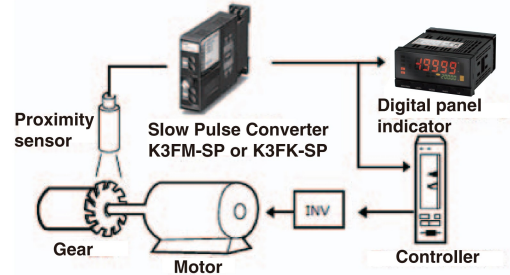 -19999
Digital panel
indicator
Proximity
sensor
Slow Pulse Converter
K3FM-SP or K3FK-SP
INV
Gear
Motor
Controller